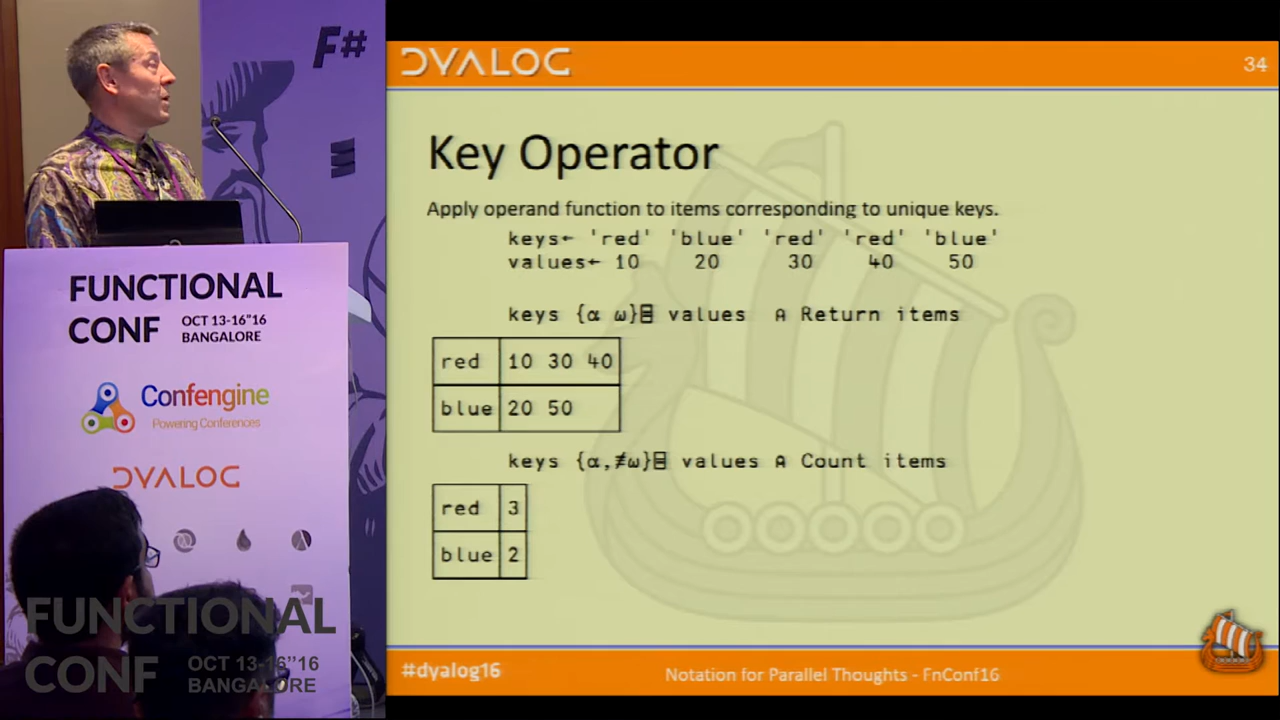 F#
DYALOG
34
Key Operator
Apply operand function to items corresponding to unique keys.
keys← 'red' 'blue' 'red' 'red' 'blue'
values← 10 20 30 40 50
keys {⍺ ⍵}⌸ values ⍝ Return items
red 10 30 40
blue 20 50
keys {⍺,≢⍵}⌸ values ⍝ Count items
red 3
blue 2
#dyalog16
Notation for Parallel Thoughts - FnConf16
FUNCTIONAL
CONF OCT 13-16"16
BANGALORE
Confengine
Powering Conferences
DYALOG
FUNCTIONAL
CONF OCT 13-16"16
BANGALORE